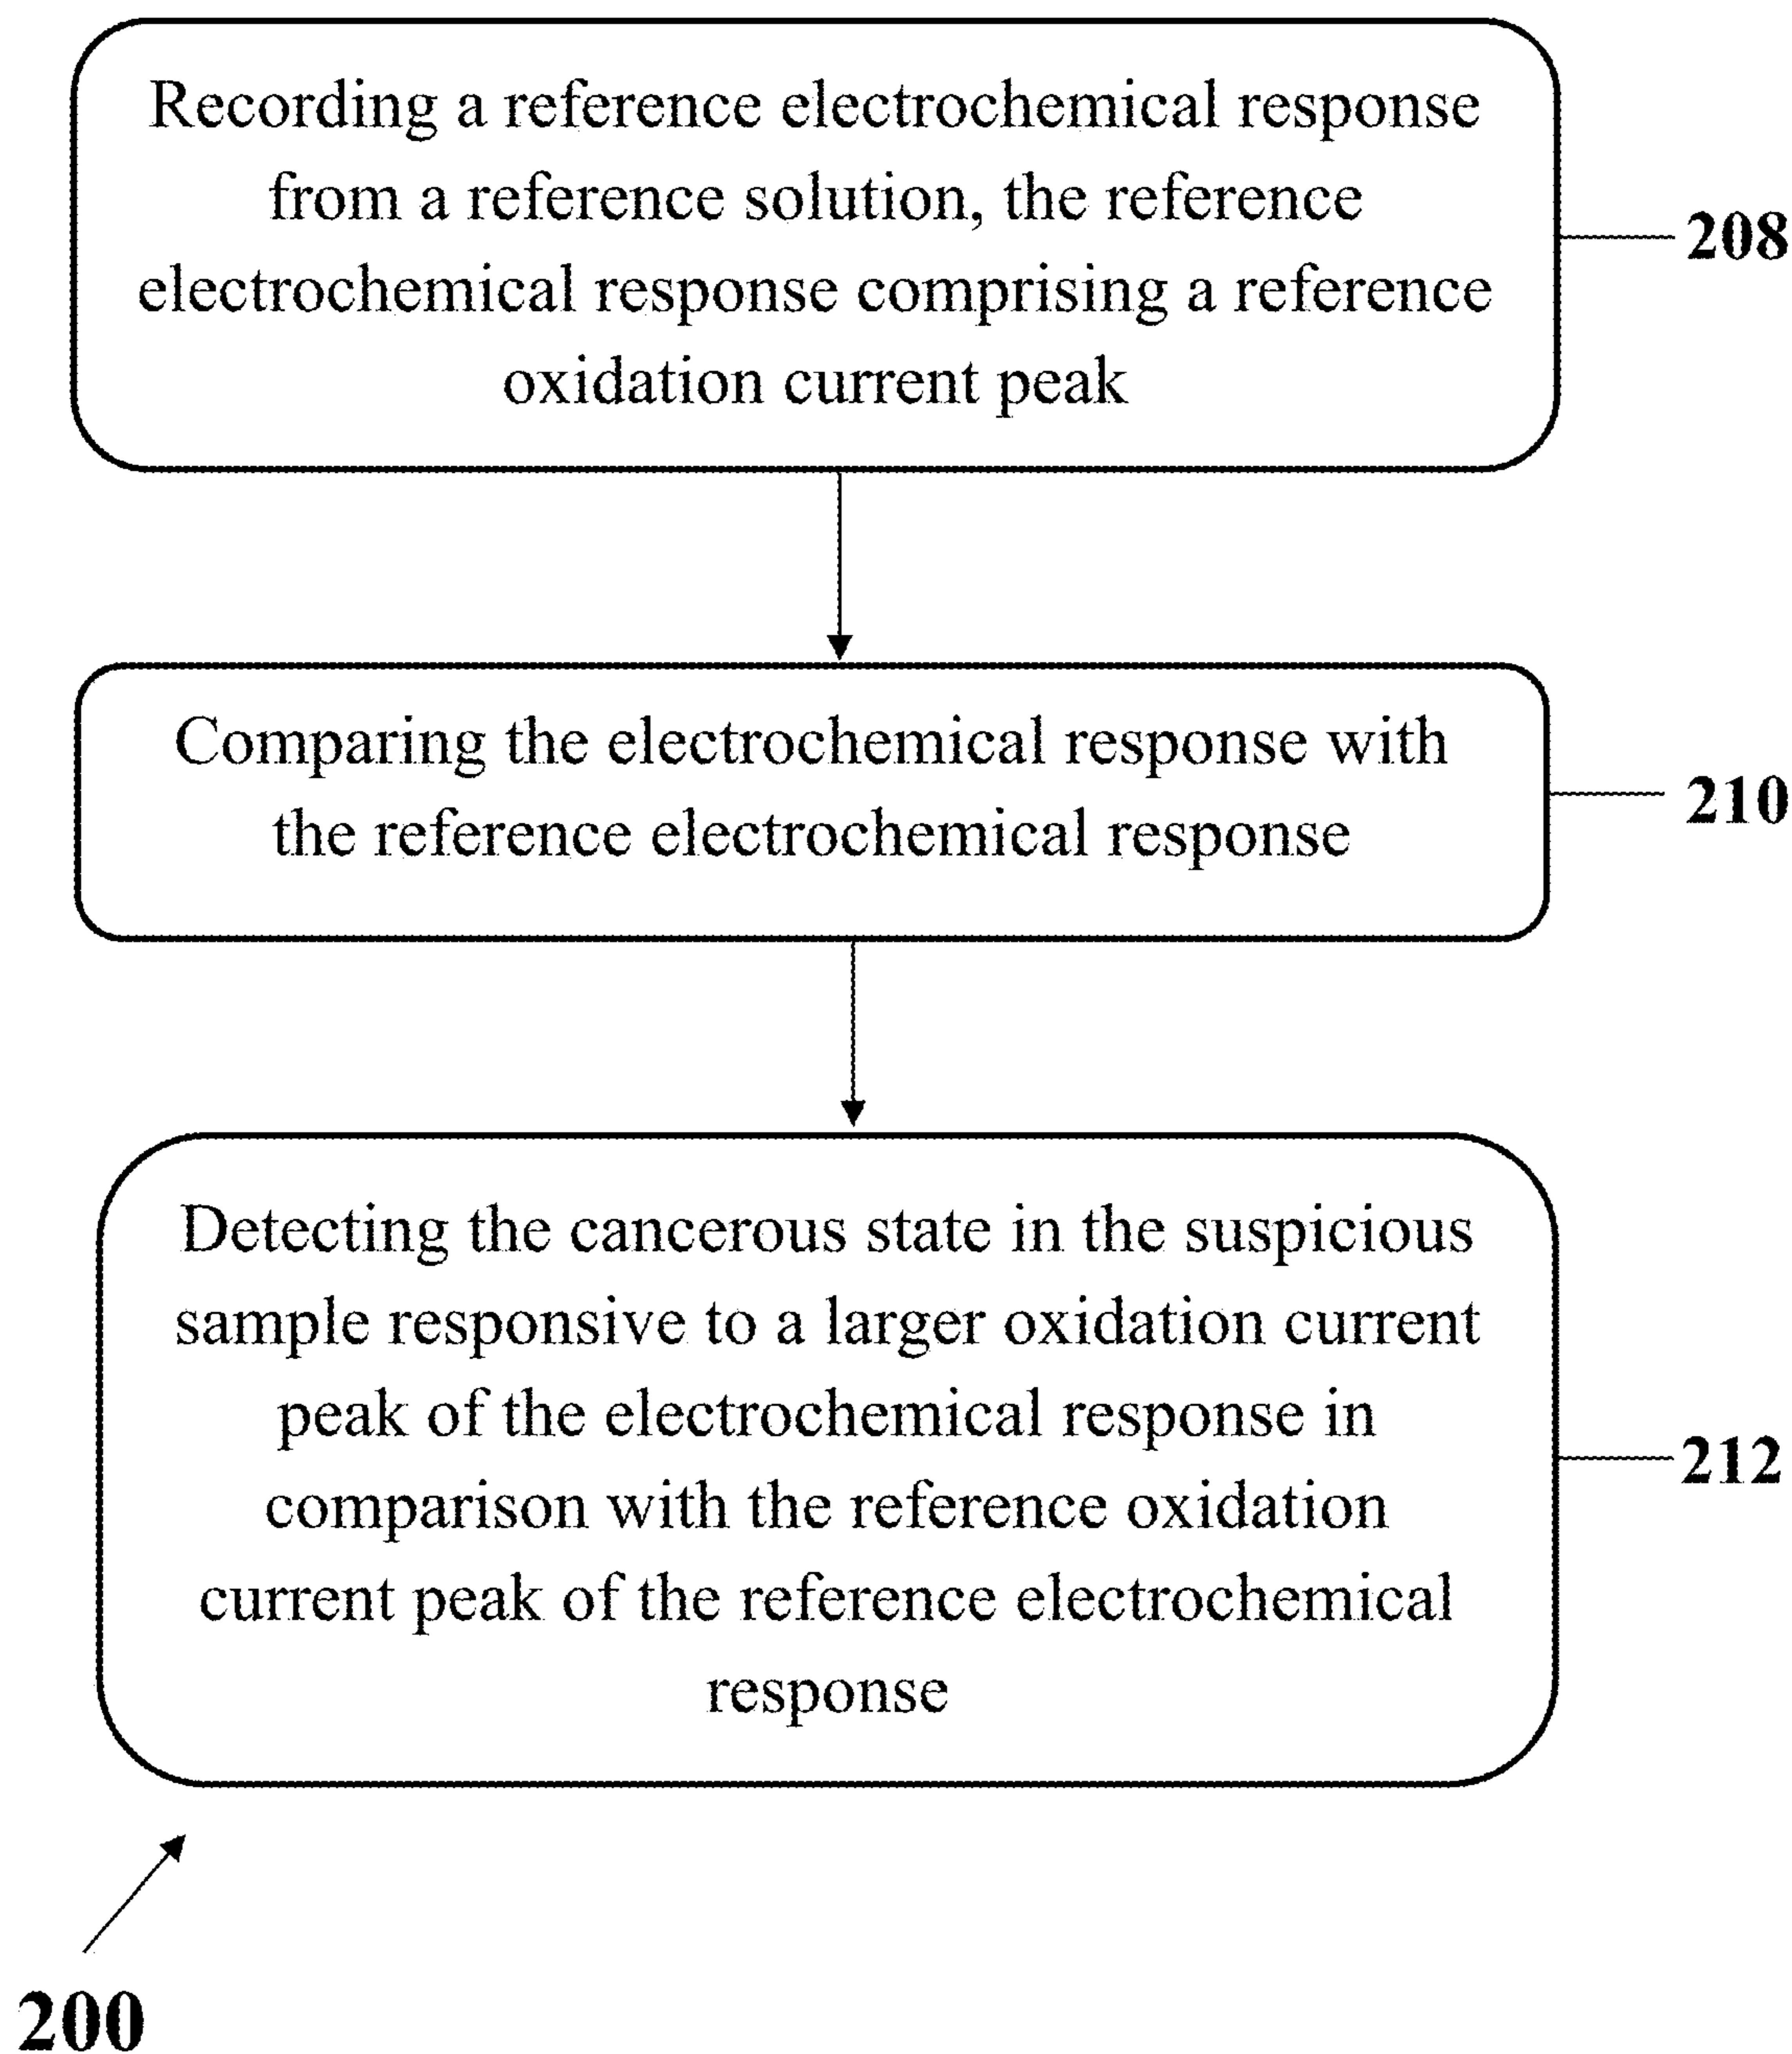 Recording a reference electrochemical response
from a reference solution, the reference
electrochemical response comprising a reference
oxidation current peak
208
Comparing the electrochemical response with
the reference electrochemical response
210
Detecting the cancerous state in the suspicious
sample responsive to a larger oxidation current
peak of the electrochemical response in
comparison with the reference oxidation
current peak of the reference electrochemical
response
212
200